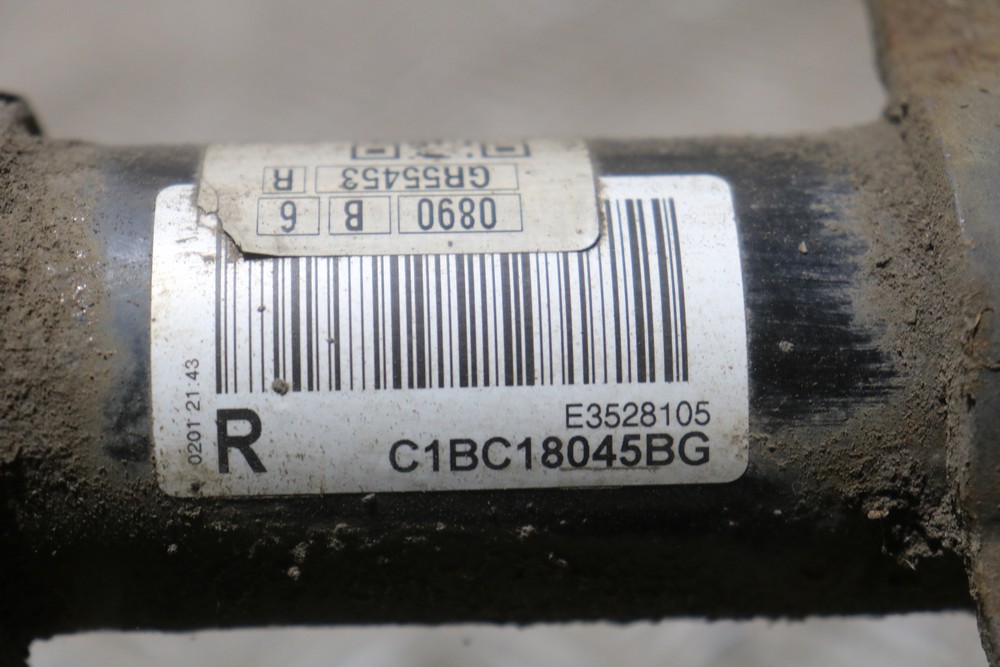 GR55453 R
0890 B 6
0201 21:43
R
E3528105
C1BC18045BG